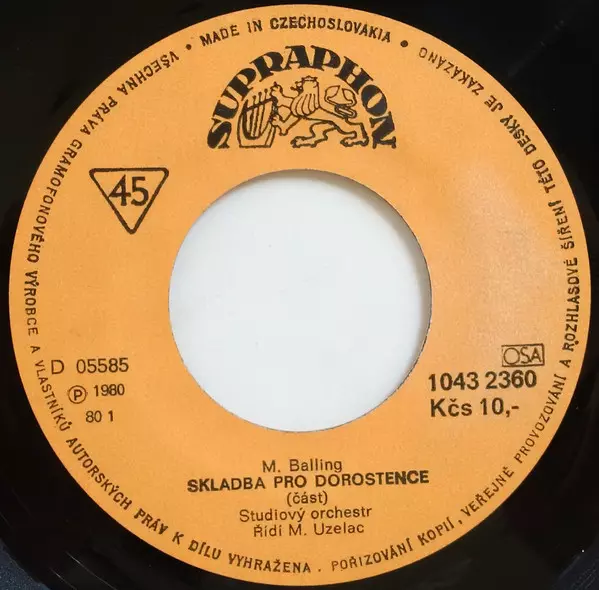 • MADE IN CZECHOSLOVAKIA •
SUPRAPHON
45
D 05585
Ⓟ 1980
80 1
OSA
1043 2360
Kčs 10,-
M. Balling
SKLADBA PRO DOROSTENCE
(část)
Studiový orchestr
Řídí M. Uzelac
VŠECHNA PRÁVA GRAMOFONOVÉHO VÝROBCE A VLASTNÍKŮ AUTORSKÝCH PRÁV K DÍLU VYHRAŽENA. POŘIZOVÁNÍ KOPIÍ, VEŘEJNÉ PROVOZOVÁNÍ A ROZHLASOVÉ ŠÍŘENÍ TÉTO DESKY JE ZAKÁZÁNO